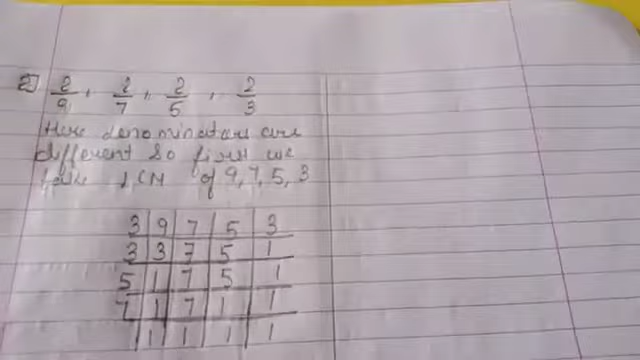 2] 2/9, 2/7, 2/5, 2/3
Here denominators are
different So first we
take LCM of 9, 7, 5, 3
3 9 7 5 3
3 3 7 5 1
5 1 7 5 1
7 1 7 1 1
1 1 1 1